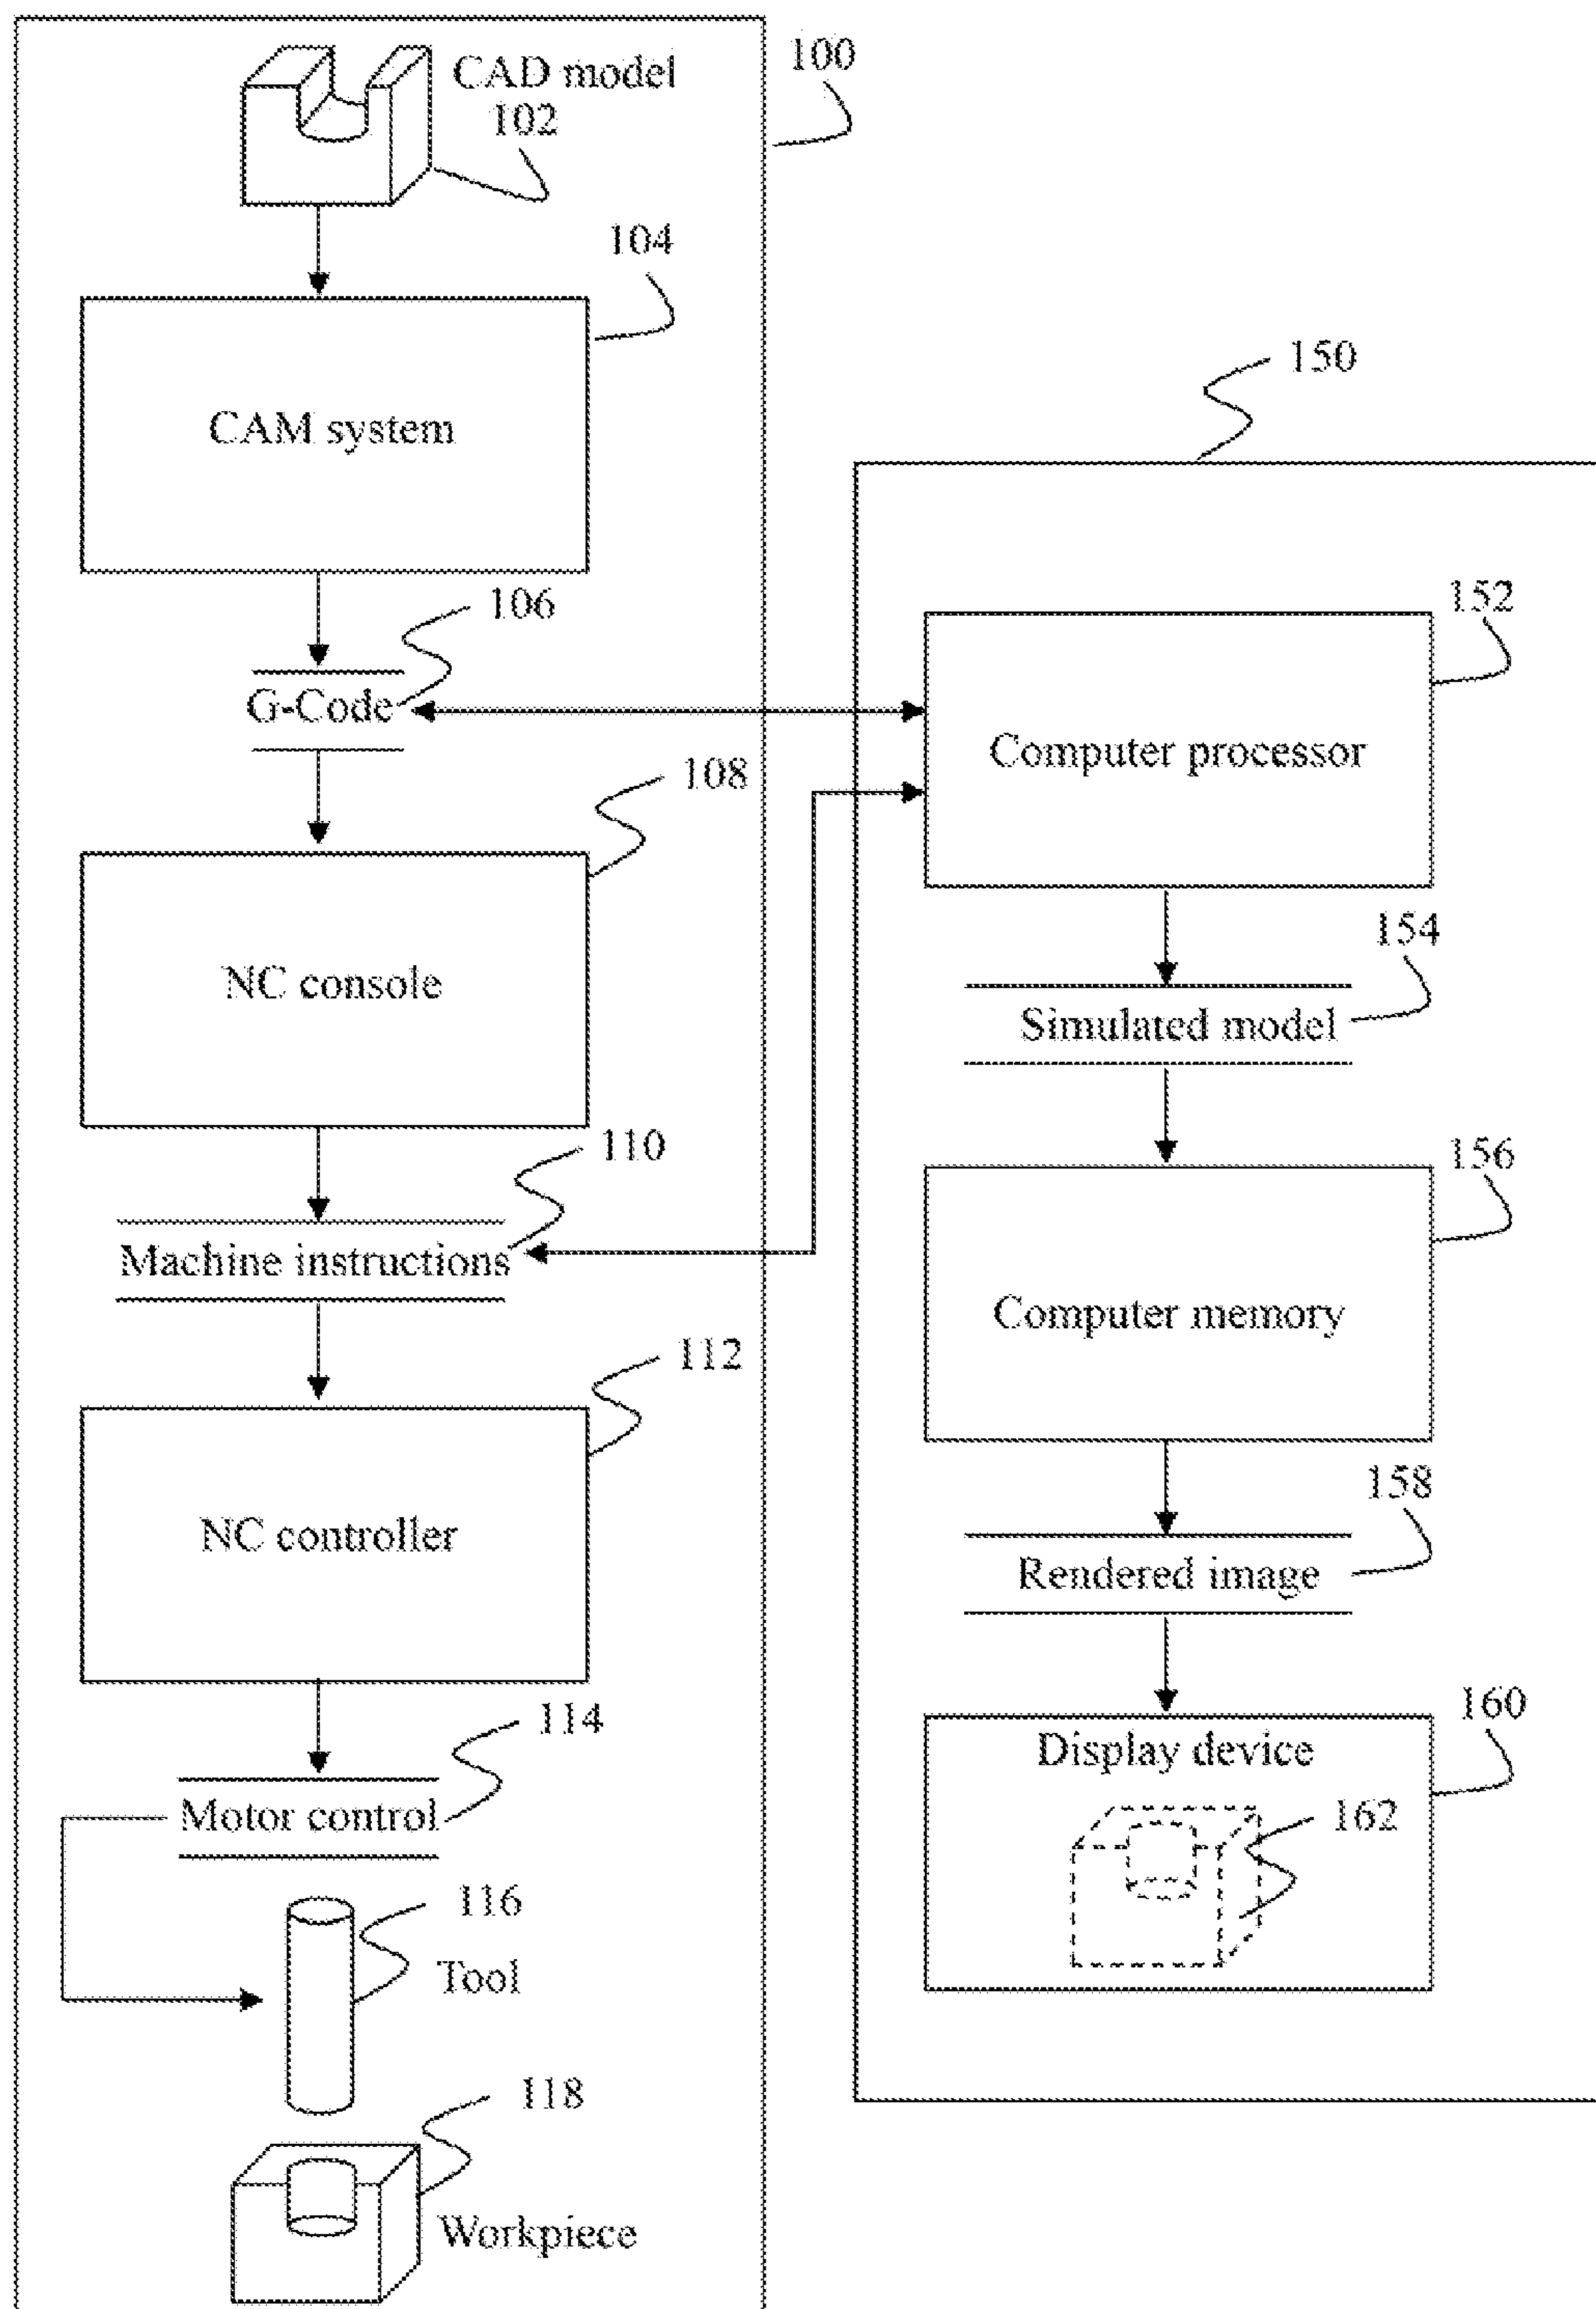 CAD model
102
100
104
CAM system
106
G-Code
108
NC console
110
Machine instructions
112
NC controller
114
Motor control
116
Tool
118
Workpiece
150
152
Computer processor
154
Simulated model
156
Computer memory
158
Rendered image
160
Display device
162